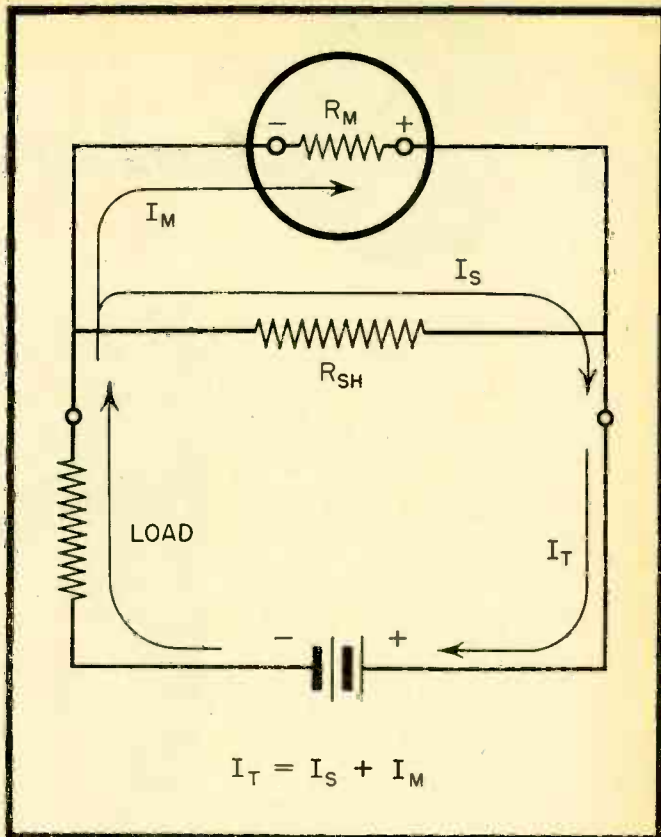 R_M
− +
I_M
I_S
R_SH
LOAD
I_T
− +
I_T = I_S + I_M